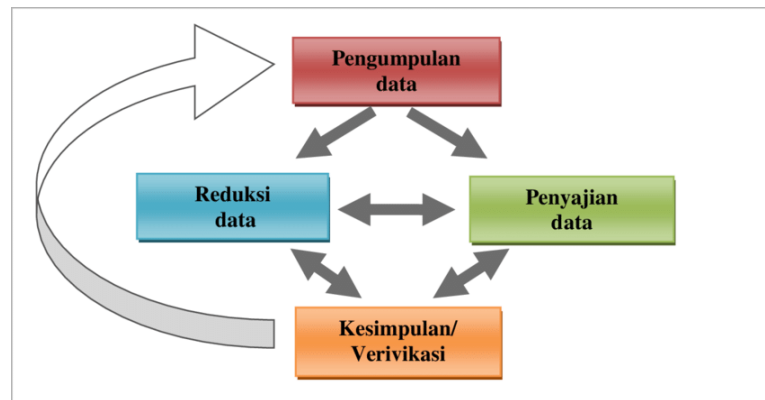 Pengumpulan
data
Reduksi
data
Penyajian
data
Kesimpulan/
Verivikasi